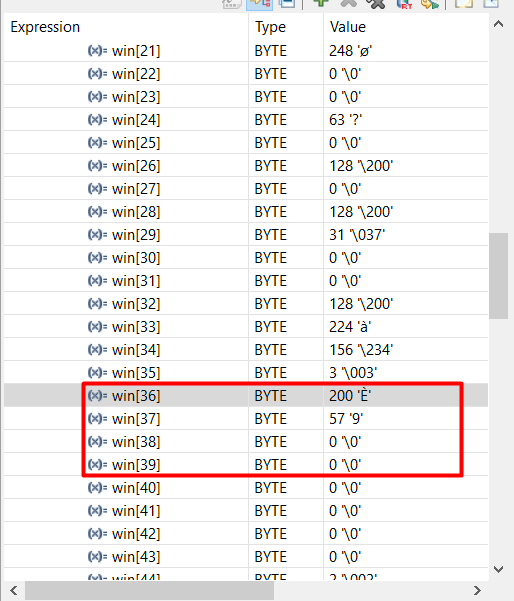 Expression Type Value
(x)= win[21] BYTE 248 'ø'
(x)= win[22] BYTE 0 '\0'
(x)= win[23] BYTE 0 '\0'
(x)= win[24] BYTE 63 '?'
(x)= win[25] BYTE 0 '\0'
(x)= win[26] BYTE 128 '\200'
(x)= win[27] BYTE 0 '\0'
(x)= win[28] BYTE 128 '\200'
(x)= win[29] BYTE 31 '\037'
(x)= win[30] BYTE 0 '\0'
(x)= win[31] BYTE 0 '\0'
(x)= win[32] BYTE 128 '\200'
(x)= win[33] BYTE 224 'à'
(x)= win[34] BYTE 156 '\234'
(x)= win[35] BYTE 3 '\003'
(x)= win[36] BYTE 200 'È'
(x)= win[37] BYTE 57 '9'
(x)= win[38] BYTE 0 '\0'
(x)= win[39] BYTE 0 '\0'
(x)= win[40] BYTE 0 '\0'
(x)= win[41] BYTE 0 '\0'
(x)= win[42] BYTE 0 '\0'
(x)= win[43] BYTE 0 '\0'
(x)= win[44] BYTE 2 '\002'